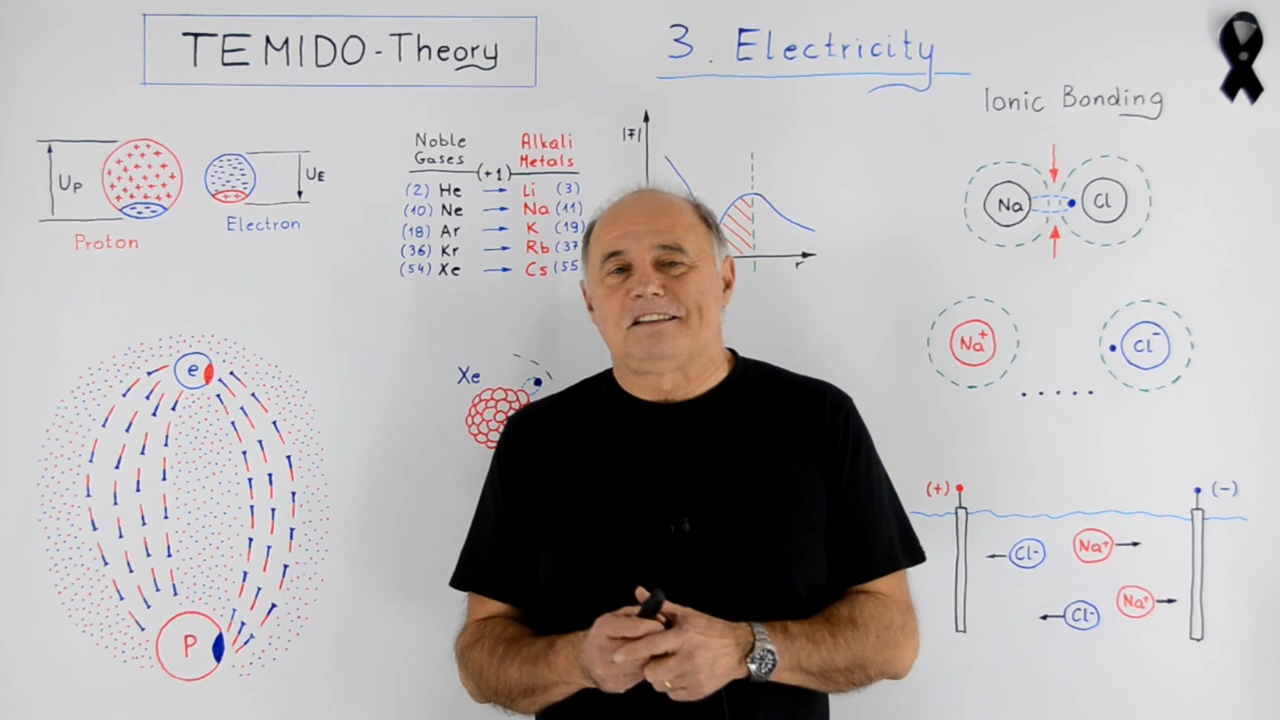 TEMIDO-Theory
3. Electricity
Ionic Bonding
Up
Proton
UE
Electron
Noble Gases
(+1)
Alkali Metals
(2) He → Li (3)
(10) Ne → Na (11)
(18) Ar → K (19)
(36) Kr → Rb (37
(54) Xe → Cs (55
|F|
r
Na
Cl
Na+
Cl-
.....
e
P
Xe
(+)
(-)
Cl-
Na+
Cl-
Na+